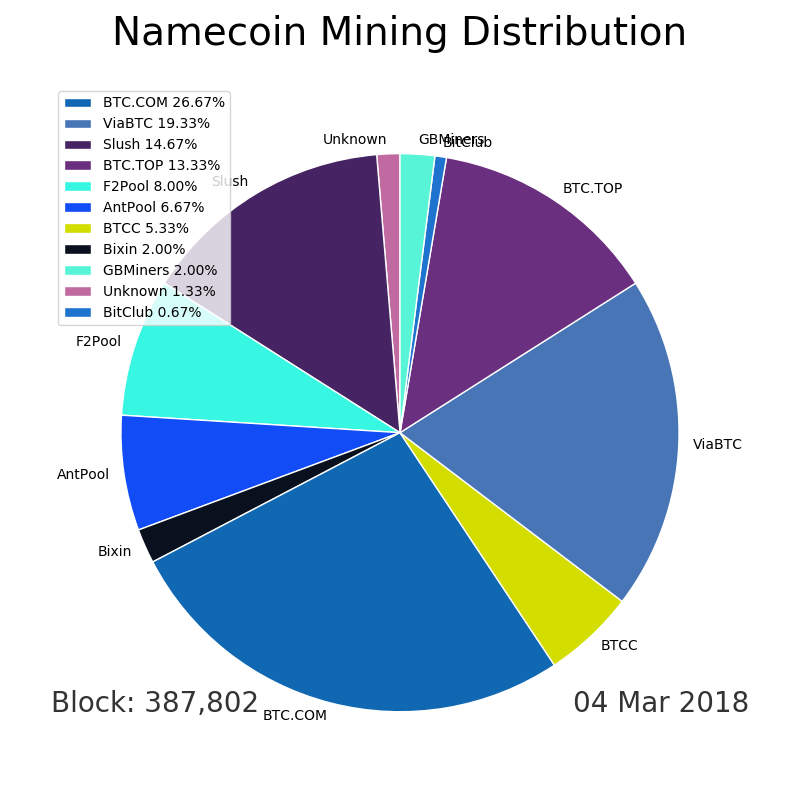 Namecoin Mining Distribution
BTC.COM 26.67%
ViaBTC 19.33%
Slush 14.67%
BTC.TOP 13.33%
F2Pool 8.00%
AntPool 6.67%
BTCC 5.33%
Bixin 2.00%
GBMiners 2.00%
Unknown 1.33%
BitClub 0.67%
Unknown
GBMiners
BitClub
Slush
BTC.TOP
F2Pool
ViaBTC
AntPool
Bixin
BTCC
Block: 387,802
BTC.COM
04 Mar 2018